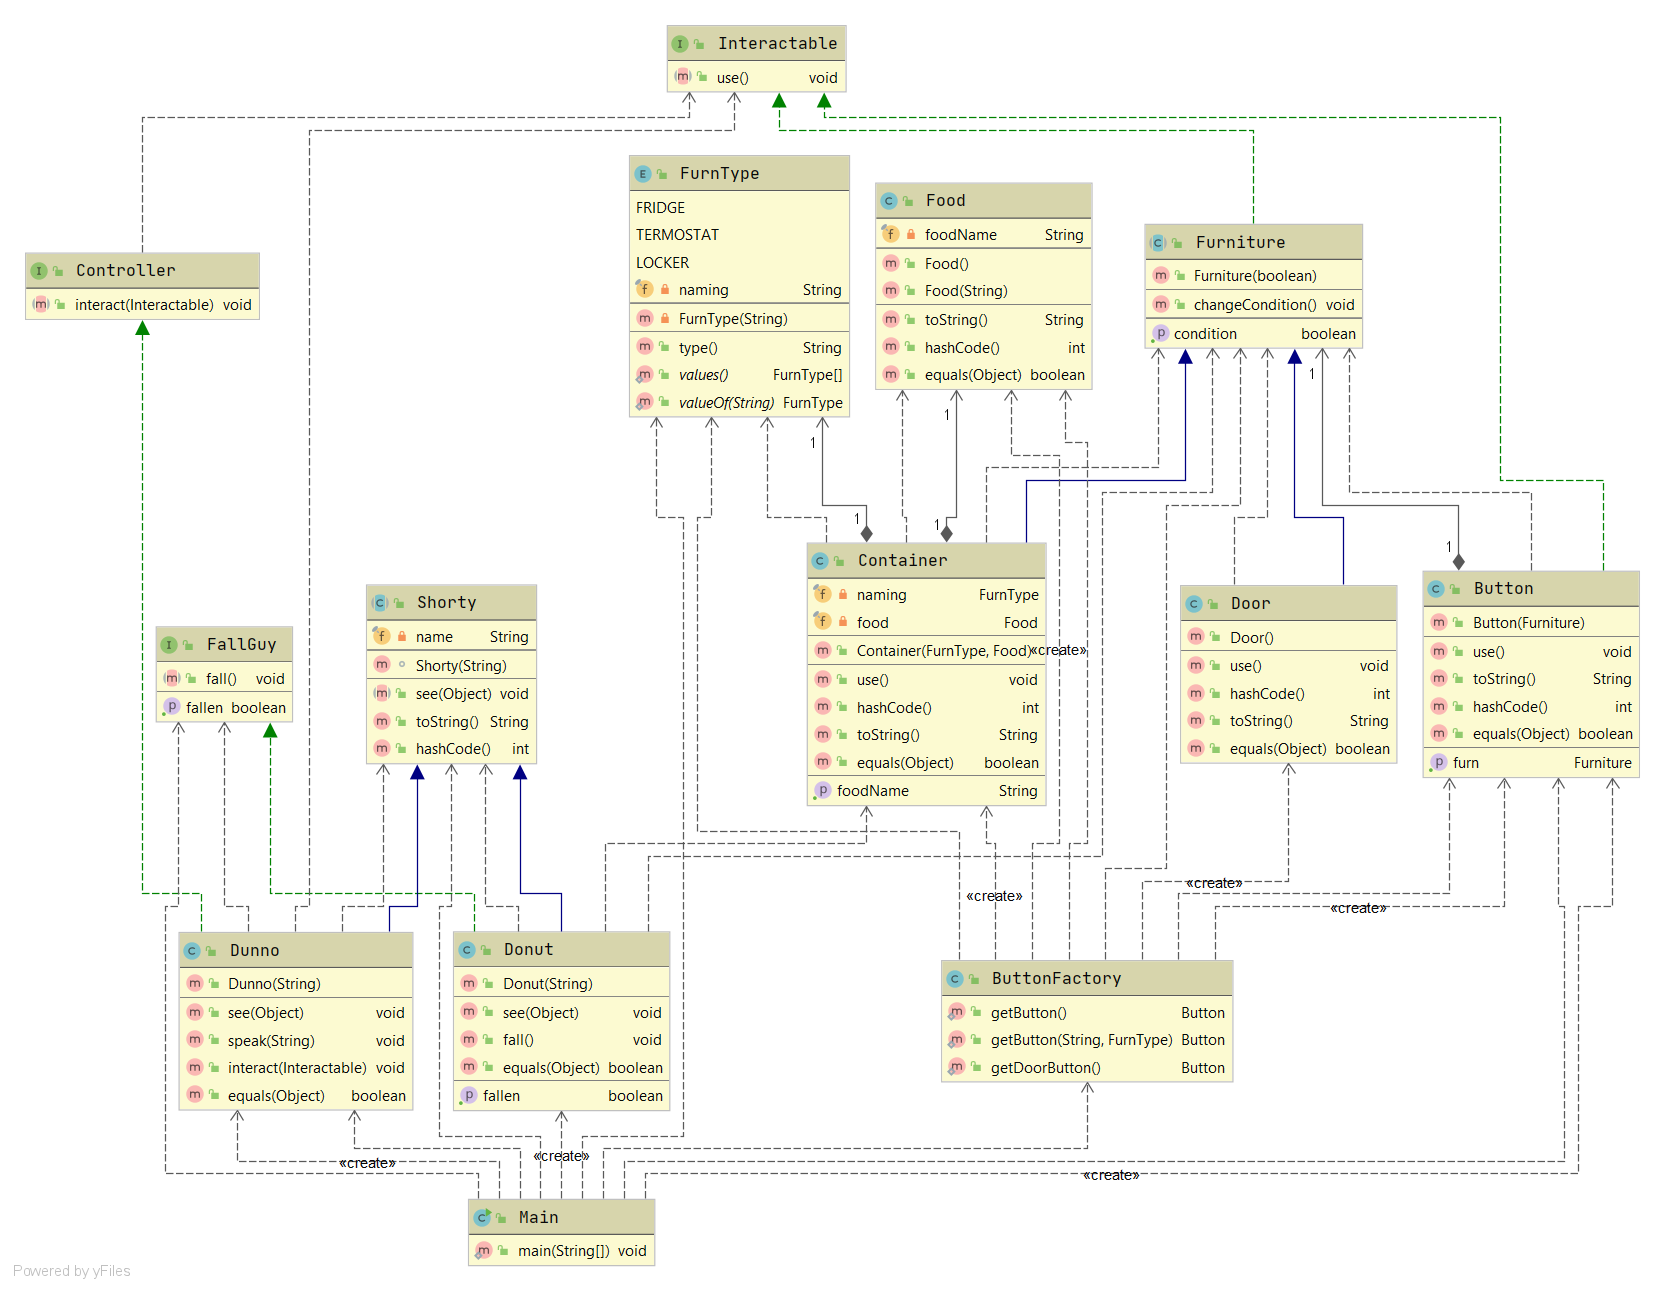 Interactable
use() void
FurnType
FRIDGE
TERMOSTAT
LOCKER
naming String
FurnType(String)
type() String
values() FurnType[]
valueOf(String) FurnType
Food
foodName String
Food()
Food(String)
toString() String
hashCode() int
equals(Object) boolean
Furniture
Furniture(boolean)
changeCondition() void
condition boolean
Controller
interact(Interactable) void
1
1
1
1
1
1
Container
naming FurnType
food Food
Container(FurnType, Food)
use() void
hashCode() int
toString() String
equals(Object) boolean
foodName String
«create»
Door
Door()
use() void
hashCode() int
toString() String
equals(Object) boolean
Button
Button(Furniture)
use() void
toString() String
hashCode() int
equals(Object) boolean
furn Furniture
Shorty
name String
Shorty(String)
see(Object) void
toString() String
hashCode() int
FallGuy
fall() void
fallen boolean
«create»
«create»
«create»
Dunno
Dunno(String)
see(Object) void
speak(String) void
interact(Interactable) void
equals(Object) boolean
Donut
Donut(String)
see(Object) void
fall() void
equals(Object) boolean
fallen boolean
ButtonFactory
getButton() Button
getButton(String, FurnType) Button
getDoorButton() Button
«create»
«create»
«create»
Main
main(String[]) void
Powered by yFiles